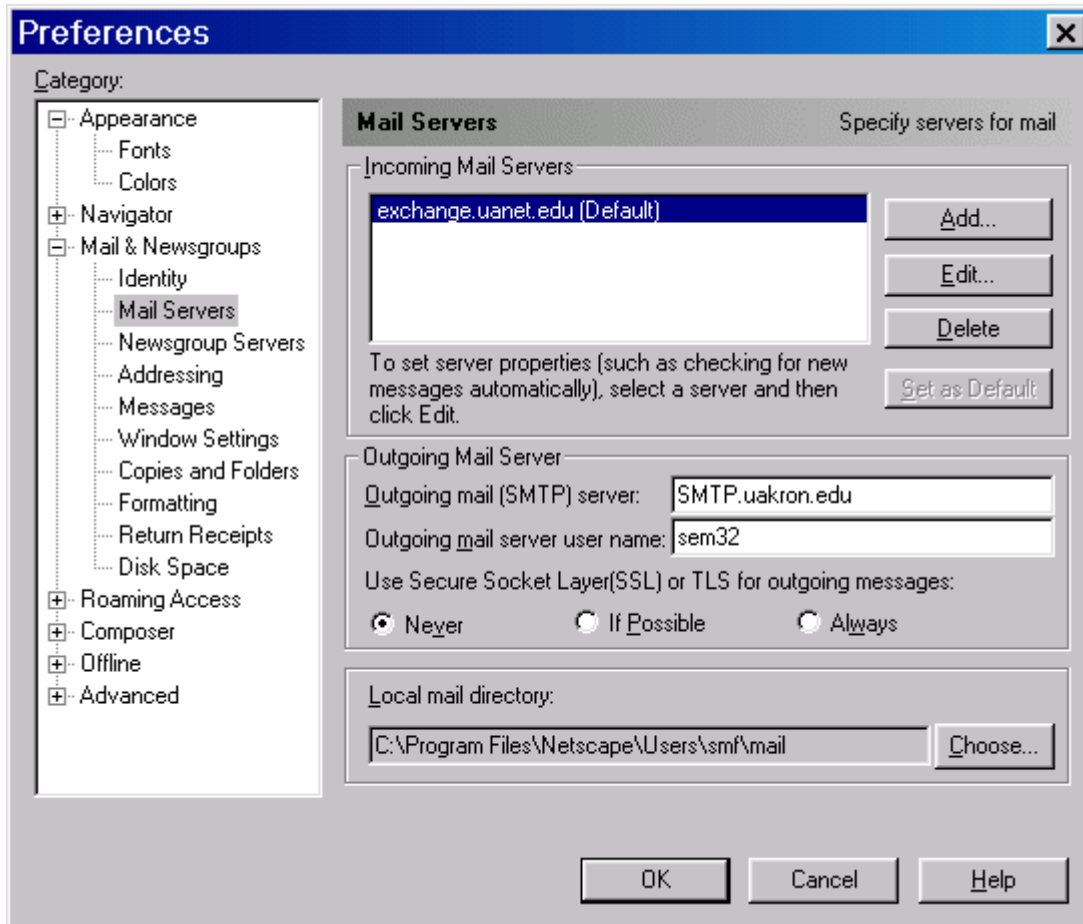 Preferences
Category:
Appearance
Fonts
Colors
Navigator
Mail & Newsgroups
Identity
Mail Servers
Newsgroup Servers
Addressing
Messages
Window Settings
Copies and Folders
Formatting
Return Receipts
Disk Space
Roaming Access
Composer
Offline
Advanced
Mail Servers Specify servers for mail
Incoming Mail Servers
exchange.uanet.edu (Default)
Add...
Edit...
Delete
Set as Default
To set server properties (such as checking for new
messages automatically), select a server and then
click Edit.
Outgoing Mail Server
Outgoing mail (SMTP) server: SMTP.uakron.edu
Outgoing mail server user name: sem32
Use Secure Socket Layer(SSL) or TLS for outgoing messages:
Never If Possible Always
Local mail directory:
C:\Program Files\Netscape\Users\smf\mail Choose...
OK Cancel Help